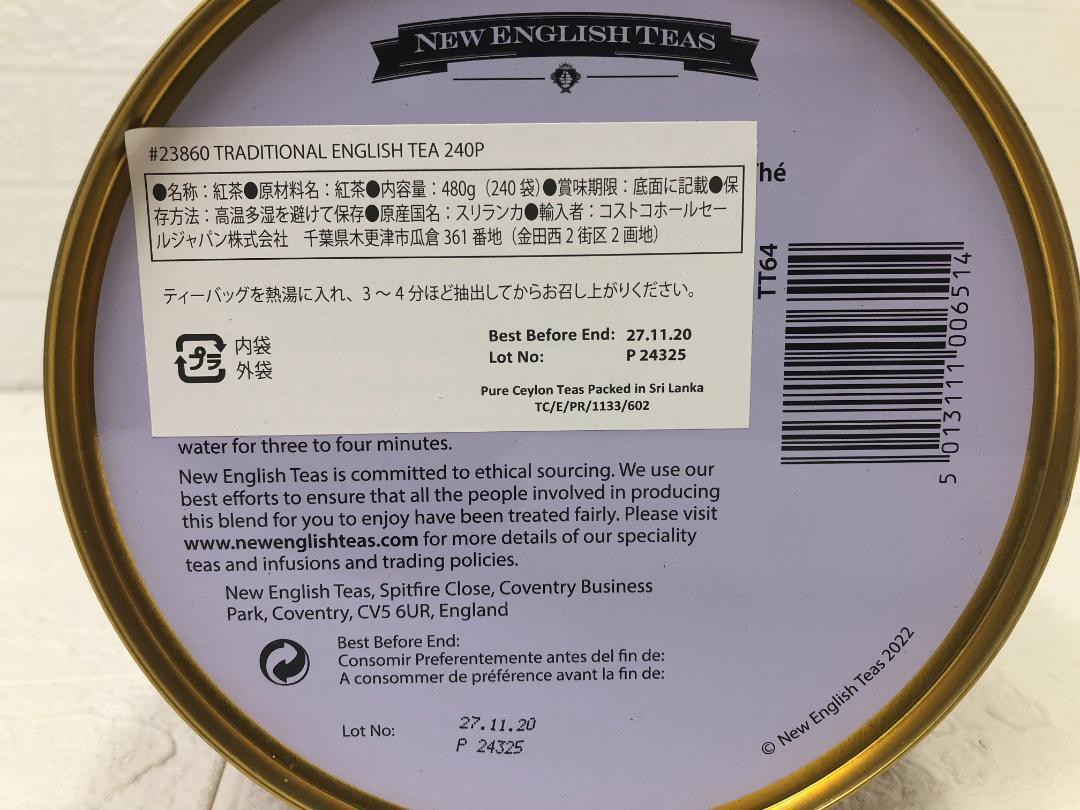 NEW ENGLISH TEAS
#23860 TRADITIONAL ENGLISH TEA 240P
●名称：紅茶●原材料名：紅茶●内容量：480g（240 袋）●賞味期限：底面に記載●保
存方法：高温多湿を避けて保存●原産国名：スリランカ●輸入者：コストコホールセー
ルジャパン株式会社　千葉県木更津市瓜倉 361 番地（金田西 2 街区 2 画地）
ティーバッグを熱湯に入れ、3～4 分ほど抽出してからお召し上がりください。
プラ
内袋
外袋
Best Before End: 27.11.20
Lot No: P 24325
Pure Ceylon Teas Packed in Sri Lanka
TC/E/PR/1133/602
Thé
TT64
5 013111 006514
water for three to four minutes.
New English Teas is committed to ethical sourcing. We use our
best efforts to ensure that all the people involved in producing
this blend for you to enjoy have been treated fairly. Please visit
www.newenglishteas.com for more details of our speciality
teas and infusions and trading policies.
New English Teas, Spitfire Close, Coventry Business
Park, Coventry, CV5 6UR, England
Best Before End:
Consomir Preferentemente antes del fin de:
A consommer de préférence avant la fin de:
Lot No:
27.11.20
P 24325
© New English Teas 2022